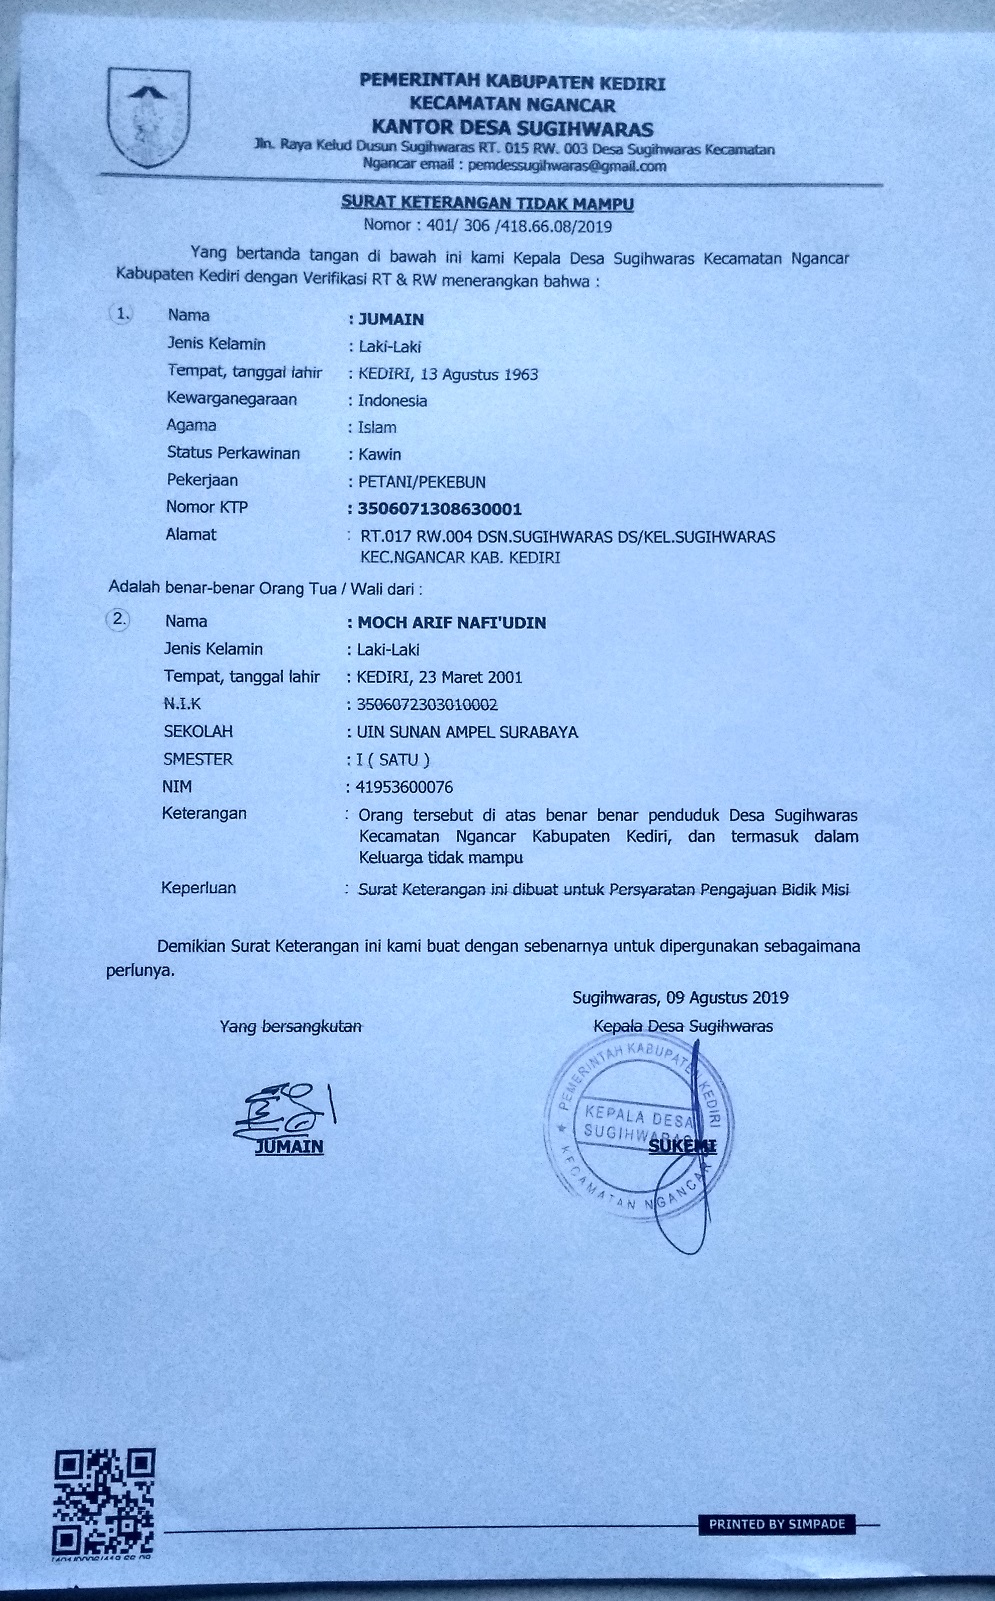 PEMERINTAH KABUPATEN KEDIRI
KECAMATAN NGANCAR
KANTOR DESA SUGIHWARAS
Jln. Raya Kelud Dusun Sugihwaras RT. 015 RW. 003 Desa Sugihwaras Kecamatan
Ngancar email : pemdessugihwaras@gmail.com
SURAT KETERANGAN TIDAK MAMPU
Nomor : 401/ 306 /418.66.08/2019
Yang bertanda tangan di bawah ini kami Kepala Desa Sugihwaras Kecamatan Ngancar
Kabupaten Kediri dengan Verifikasi RT & RW menerangkan bahwa :
1. Nama : JUMAIN
Jenis Kelamin : Laki-Laki
Tempat, tanggal lahir : KEDIRI, 13 Agustus 1963
Kewarganegaraan : Indonesia
Agama : Islam
Status Perkawinan : Kawin
Pekerjaan : PETANI/PEKEBUN
Nomor KTP : 3506071308630001
Alamat : RT.017 RW.004 DSN.SUGIHWARAS DS/KEL.SUGIHWARAS
KEC.NGANCAR KAB. KEDIRI
Adalah benar-benar Orang Tua / Wali dari :
2. Nama : MOCH ARIF NAFI'UDIN
Jenis Kelamin : Laki-Laki
Tempat, tanggal lahir : KEDIRI, 23 Maret 2001
N.I.K : 3506072303010002
SEKOLAH : UIN SUNAN AMPEL SURABAYA
SMESTER : I ( SATU )
NIM : 41953600076
Keterangan : Orang tersebut di atas benar benar penduduk Desa Sugihwaras
Kecamatan Ngancar Kabupaten Kediri, dan termasuk dalam
Keluarga tidak mampu
Keperluan : Surat Keterangan ini dibuat untuk Persyaratan Pengajuan Bidik Misi
Demikian Surat Keterangan ini kami buat dengan sebenarnya untuk dipergunakan sebagaimana
perlunya.
Sugihwaras, 09 Agustus 2019
Yang bersangkutan Kepala Desa Sugihwaras
PEMERINTAH KABUPATEN KEDIRI
KEPALA DESA
SUGIHWARAS
KECAMATAN NGANCAR
JUMAIN SUKEMI
PRINTED BY SIMPADE